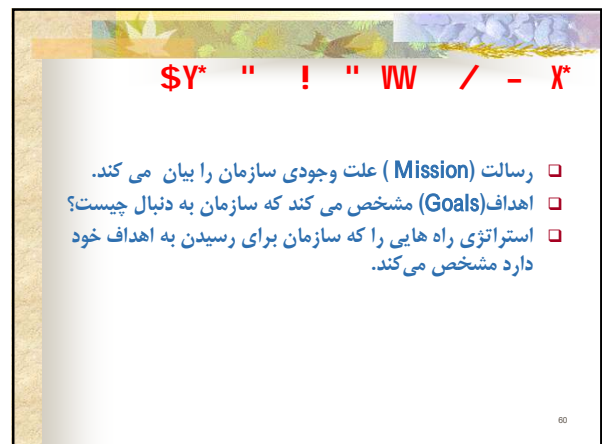 $Y* " ! " WW / - X*
رسالت (Mission ) علت وجودی سازمان را بیان می کند.
اهداف(Goals) مشخص می کند که سازمان به دنبال چیست؟
استراتژی راه هایی را که سازمان برای رسیدن به اهداف خود
دارد مشخص می‌کند.
60